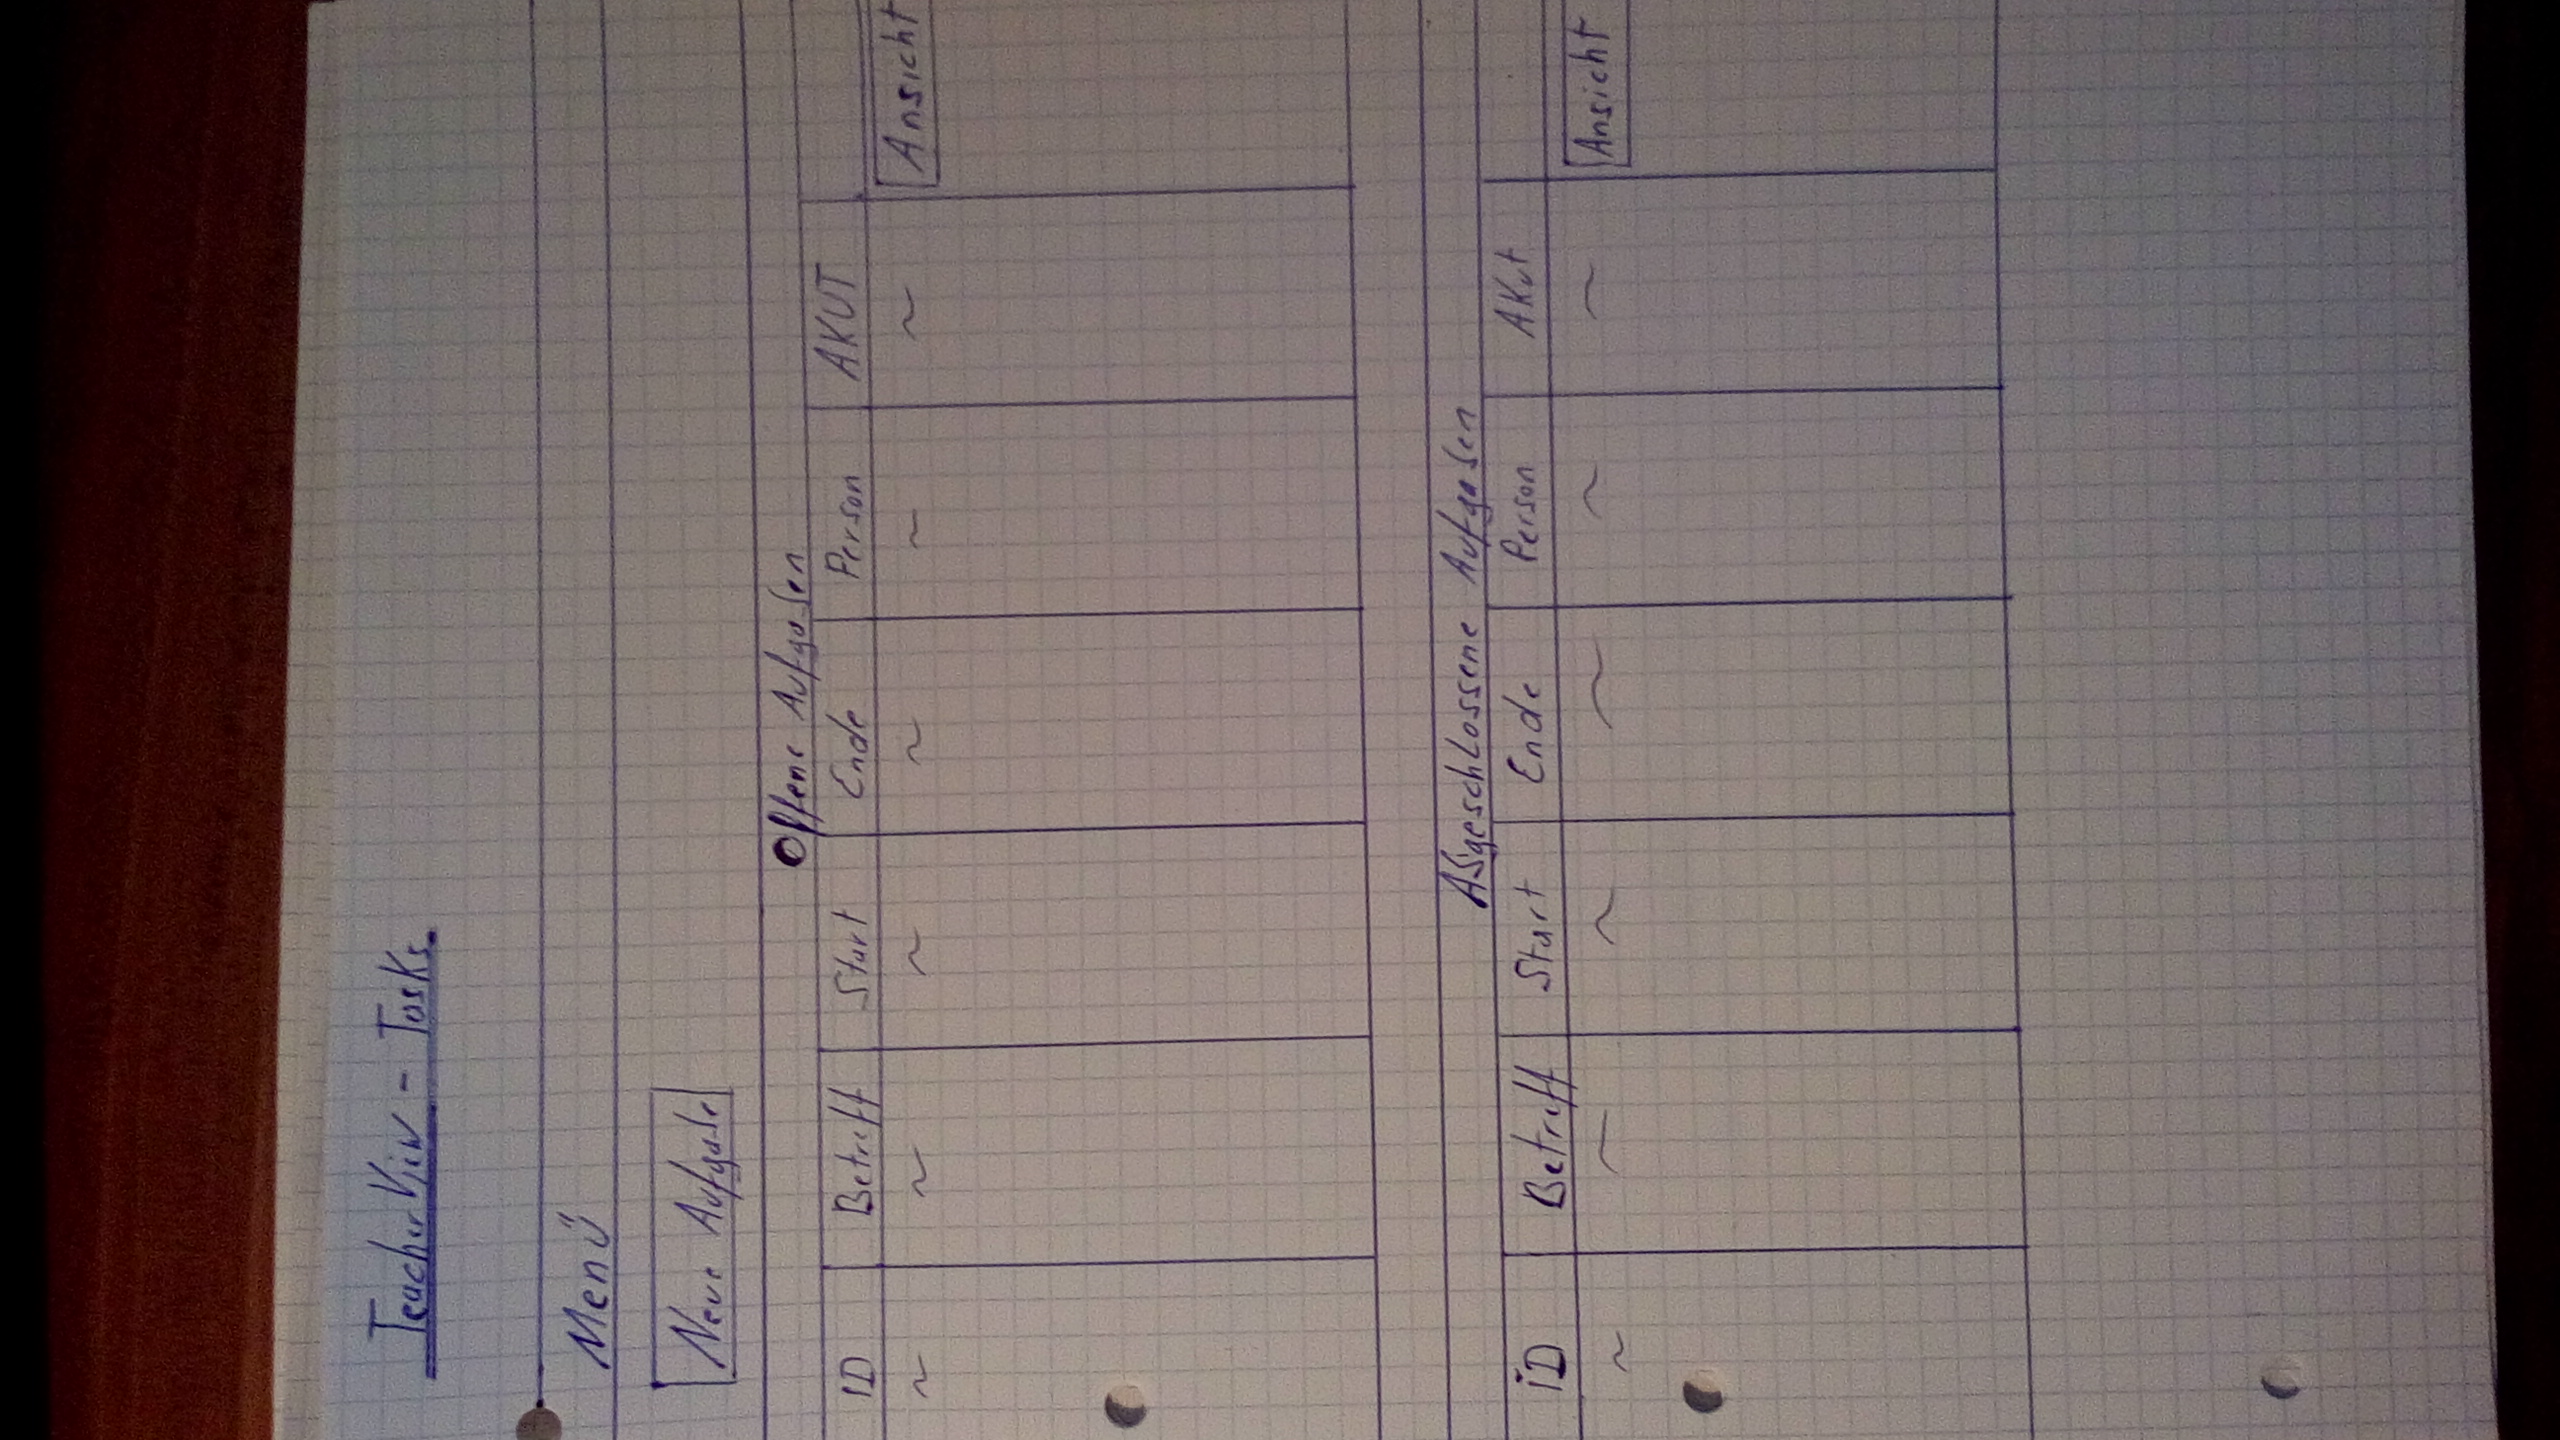 TeacherView - Tasks
Menü
Neue Aufgabe
Offene Aufgaben
ID Betreff Start Ende Person AKUT
~ ~ ~ ~ ~ ~ Ansicht
Abgeschlossene Aufgaben
ID Betreff Start Ende Person Akut
~ ~ ~ ~ ~ ~ Ansicht